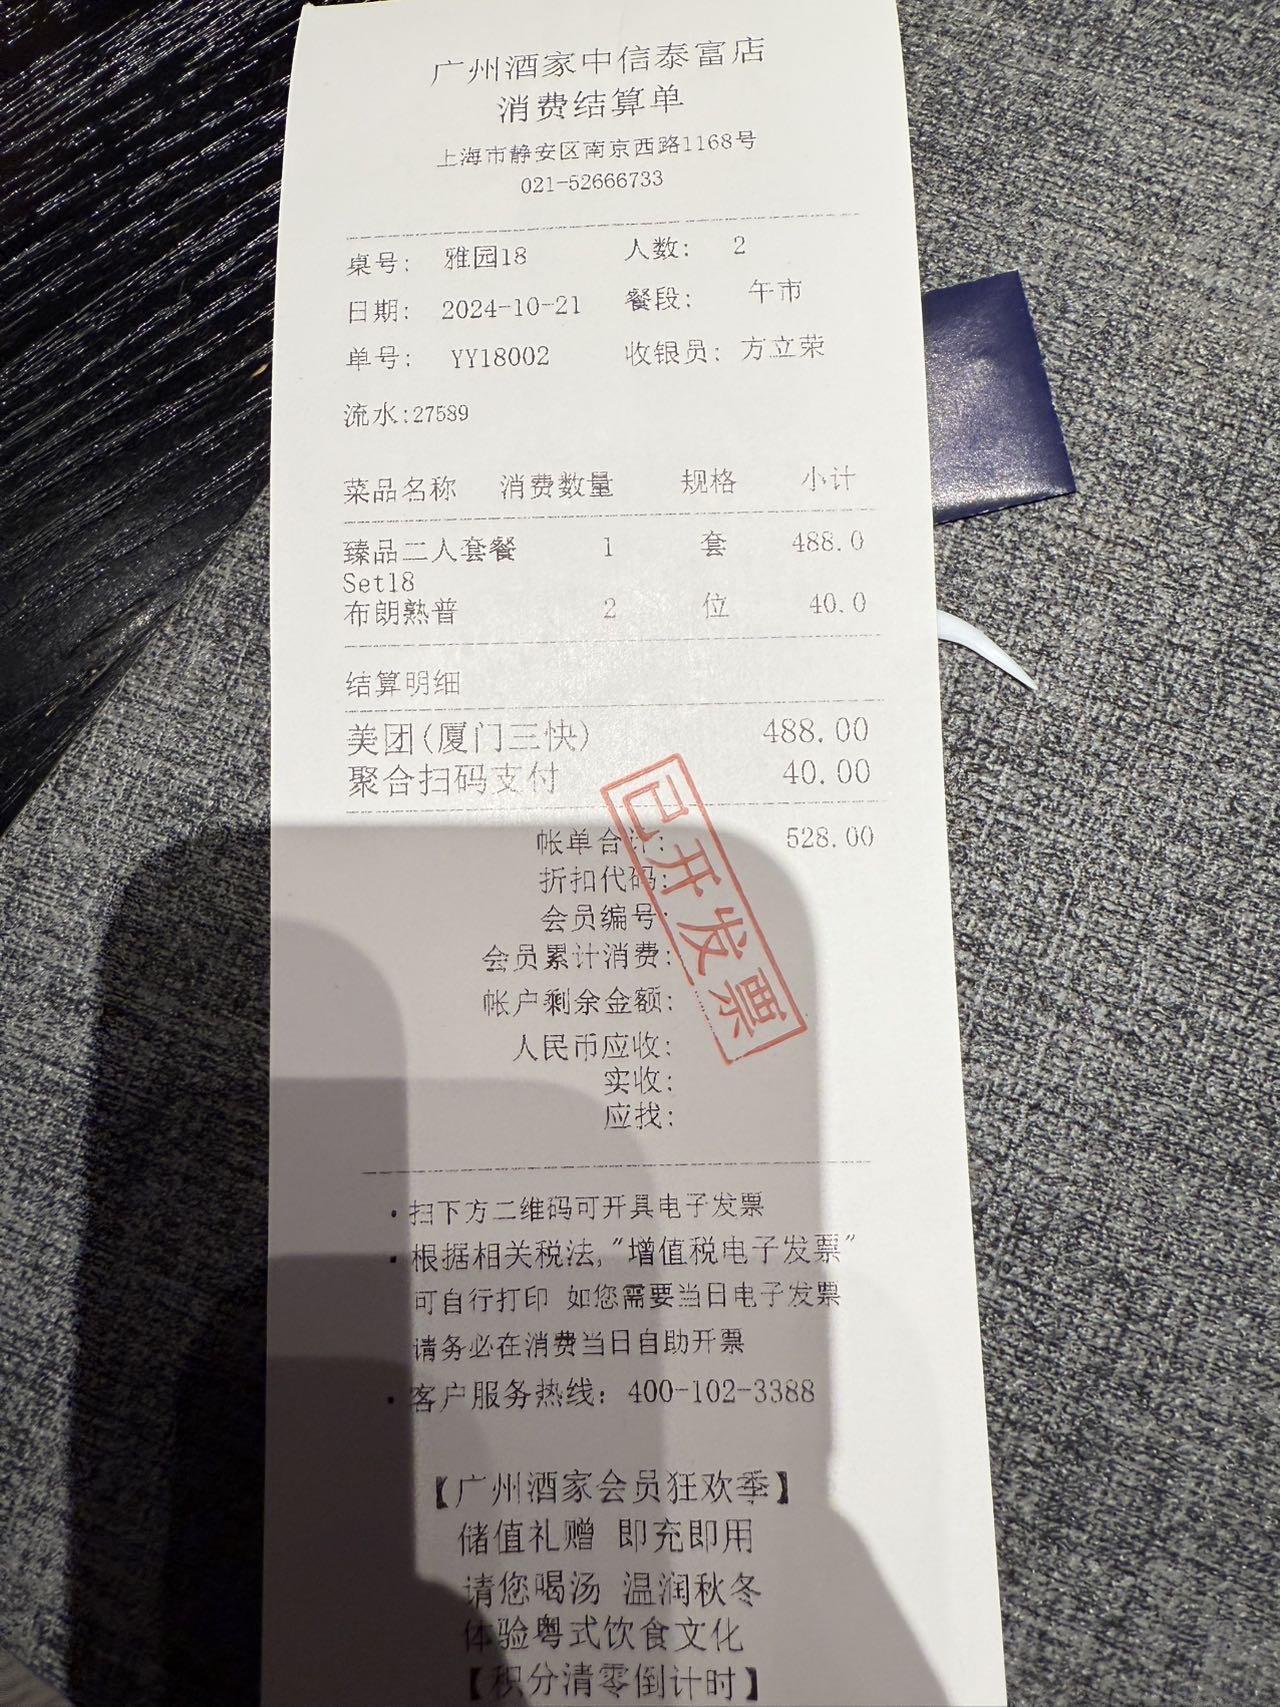 广州酒家中信泰富店
消费结算单
上海市静安区南京西路1168号
021-52666733
桌号: 雅园18 人数: 2
日期: 2024-10-21 餐段: 午市
单号: YY18002 收银员: 方立荣
流水:27589
菜品名称 消费数量 规格 小计
臻品二人套餐 1 套 488.0
Set18
布朗熟普 2 位 40.0
结算明细
美团(厦门三快) 488.00
聚合扫码支付 40.00
帐单合计: 528.00
折扣代码:
会员编号:
会员累计消费:
帐户剩余金额:
人民币应收:
实收:
应找:
已开发票
·扫下方二维码可开具电子发票
·根据相关税法,"增值税电子发票"
可自行打印 如您需要当日电子发票
请务必在消费当日自助开票
·客户服务热线: 400-102-3388
【广州酒家会员狂欢季】
储值礼赠 即充即用
请您喝汤 温润秋冬
体验粤式饮食文化
【积分清零倒计时】